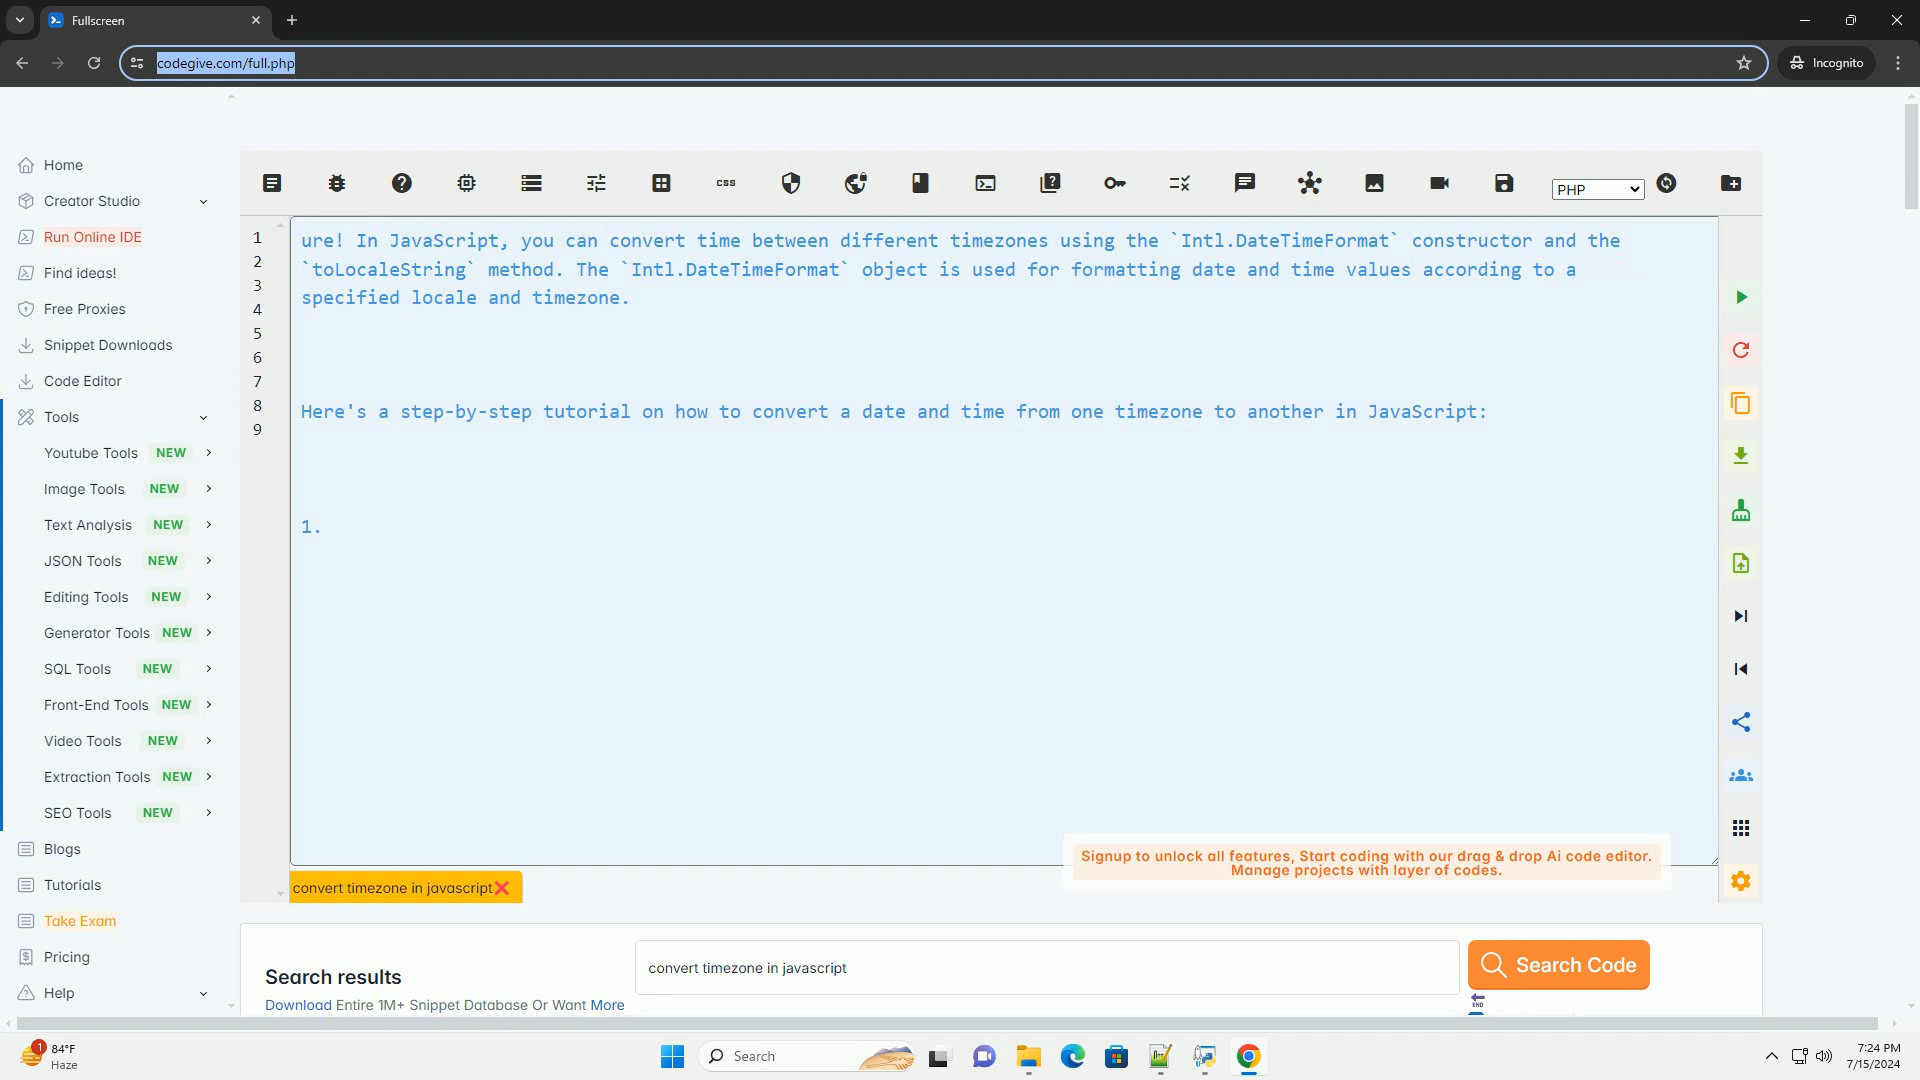 Fullscreen
codegive.com/full.php
Incognito
Home
Creator Studio
Run Online IDE
Find ideas!
Free Proxies
Snippet Downloads
Code Editor
Tools
Youtube Tools NEW
Image Tools NEW
Text Analysis NEW
JSON Tools NEW
Editing Tools NEW
Generator Tools NEW
SQL Tools NEW
Front-End Tools NEW
Video Tools NEW
Extraction Tools NEW
SEO Tools NEW
Blogs
Tutorials
Take Exam
Pricing
Help
css
PHP
1
2
3
4
5
6
7
8
9
ure! In JavaScript, you can convert time between different timezones using the `Intl.DateTimeFormat` constructor and the
`toLocaleString` method. The `Intl.DateTimeFormat` object is used for formatting date and time values according to a
specified locale and timezone.
Here's a step-by-step tutorial on how to convert a date and time from one timezone to another in JavaScript:
1.
Signup to unlock all features, Start coding with our drag & drop Ai code editor.
Manage projects with layer of codes.
convert timezone in javascript
Search results
convert timezone in javascript
Search Code
Download Entire 1M+ Snippet Database Or Want More
END
1
84°F
Haze
Search
7:24 PM
7/15/2024